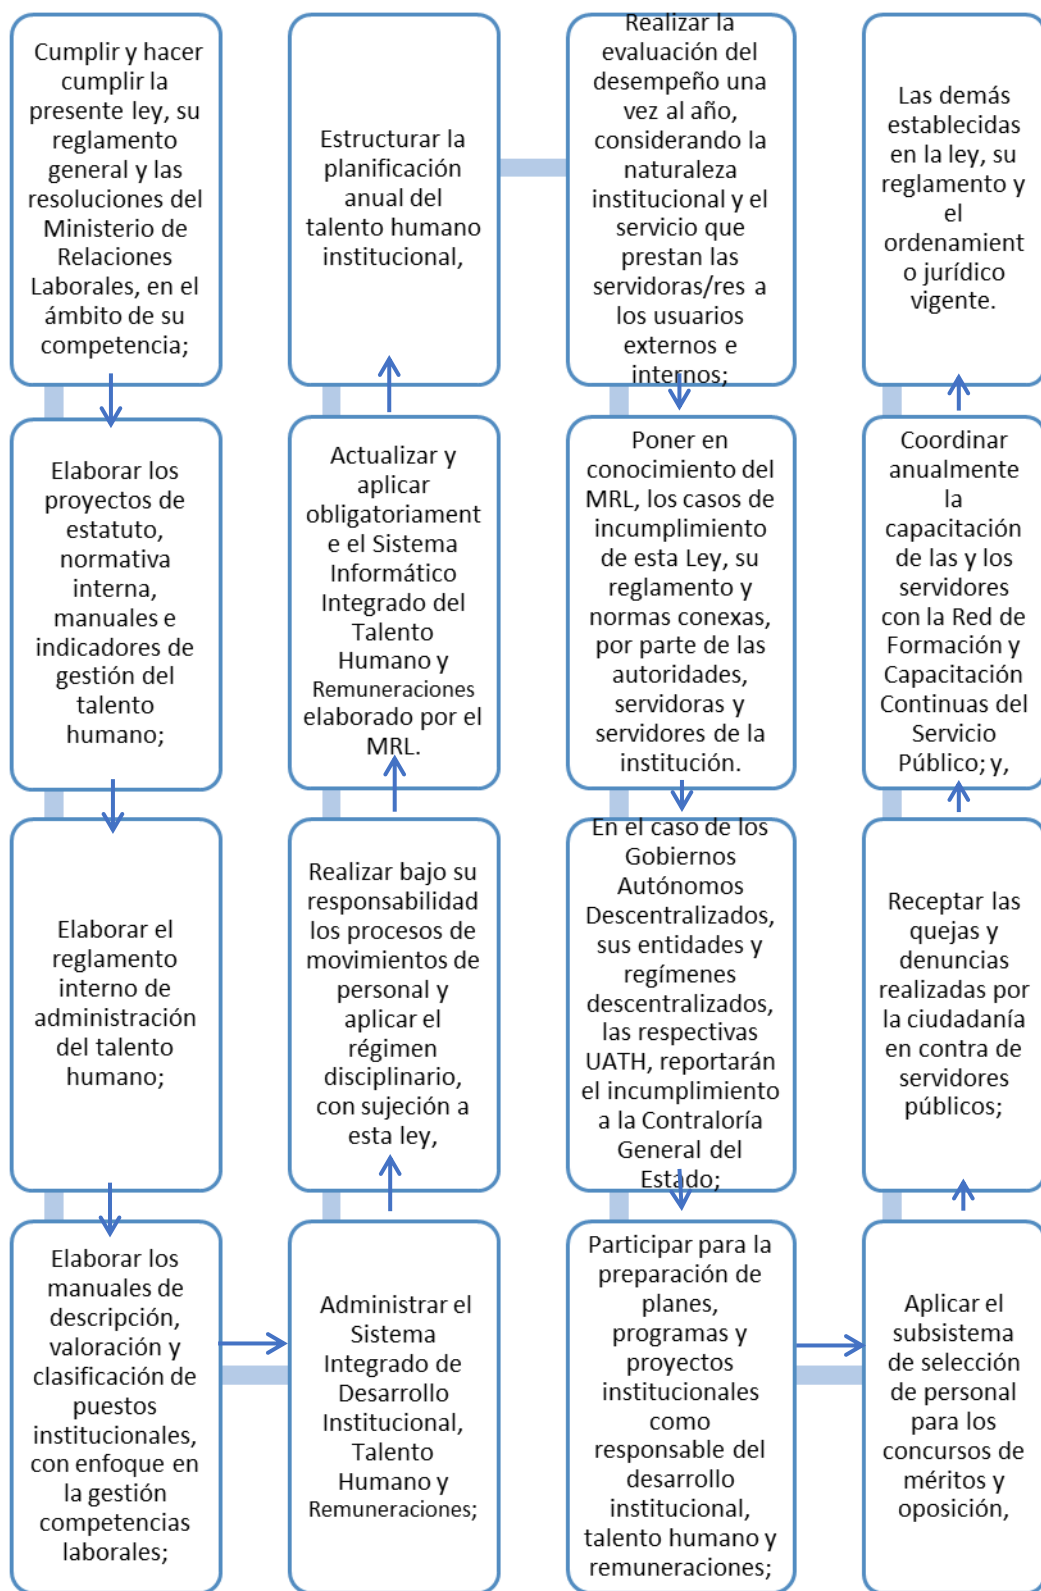 Cumplir y hacer
cumplir la
presente ley, su
reglamento
general y las
resoluciones del
Ministerio de
Relaciones
Laborales, en el
ámbito de su
competencia;
Elaborar los
proyectos de
estatuto,
normativa
interna,
manuales e
indicadores de
gestión del
talento
humano;
Elaborar el
reglamento
interno de
administración
del talento
humano;
Elaborar los
manuales de
descripción,
valoración y
clasificación de
puestos
institucionales,
con enfoque en
la gestión
competencias
laborales;
Administrar el
Sistema
Integrado de
Desarrollo
Institucional,
Talento
Humano y
Remuneraciones;
Realizar bajo su
responsabilidad
los procesos de
movimientos de
personal y
aplicar el
régimen
disciplinario,
con sujeción a
esta ley,
Actualizar y
aplicar
obligatoriament
e el Sistema
Informático
Integrado del
Talento
Humano y
Remuneraciones
elaborado por el
MRL.
Estructurar la
planificación
anual del
talento humano
institucional,
Realizar la
evaluación del
desempeño una
vez al año,
considerando la
naturaleza
institucional y el
servicio que
prestan las
servidoras/res a
los usuarios
externos e
internos;
Poner en
conocimiento del
MRL, los casos de
incumplimiento
de esta Ley, su
reglamento y
normas conexas,
por parte de las
autoridades,
servidoras y
servidores de la
institución.
En el caso de los
Gobiernos
Autónomos
Descentralizados,
sus entidades y
regímenes
descentralizados,
las respectivas
UATH, reportarán
el incumplimiento
a la Contraloría
General del
Estado;
Participar para la
preparación de
planes,
programas y
proyectos
institucionales
como
responsable del
desarrollo
institucional,
talento humano y
remuneraciones;
Aplicar el
subsistema
de selección
de personal
para los
concursos de
méritos y
oposición,
Receptar las
quejas y
denuncias
realizadas por
la ciudadanía
en contra de
servidores
públicos;
Coordinar
anualmente
la
capacitación
de las y los
servidores
con la Red de
Formación y
Capacitación
Continuas del
Servicio
Público; y,
Las demás
establecidas
en la ley, su
reglamento y
el
ordenamient
o jurídico
vigente.